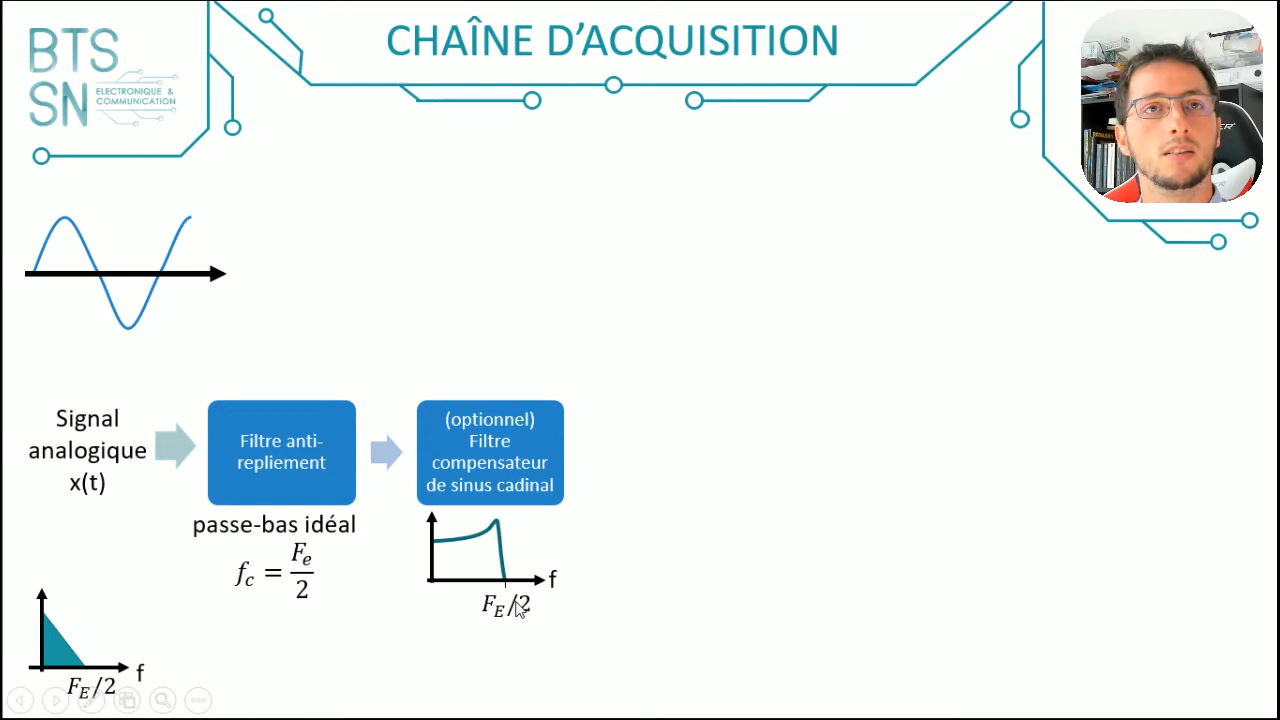 BTS
SN
ELECTRONIQUE &
COMMUNICATION
CHAÎNE D'ACQUISITION
Signal
analogique
x(t)
Filtre anti-
repliement
(optionnel)
Filtre
compensateur
de sinus cadinal
passe-bas idéal
f_c = F_e/2
f
F_E/2
f
F_E/2